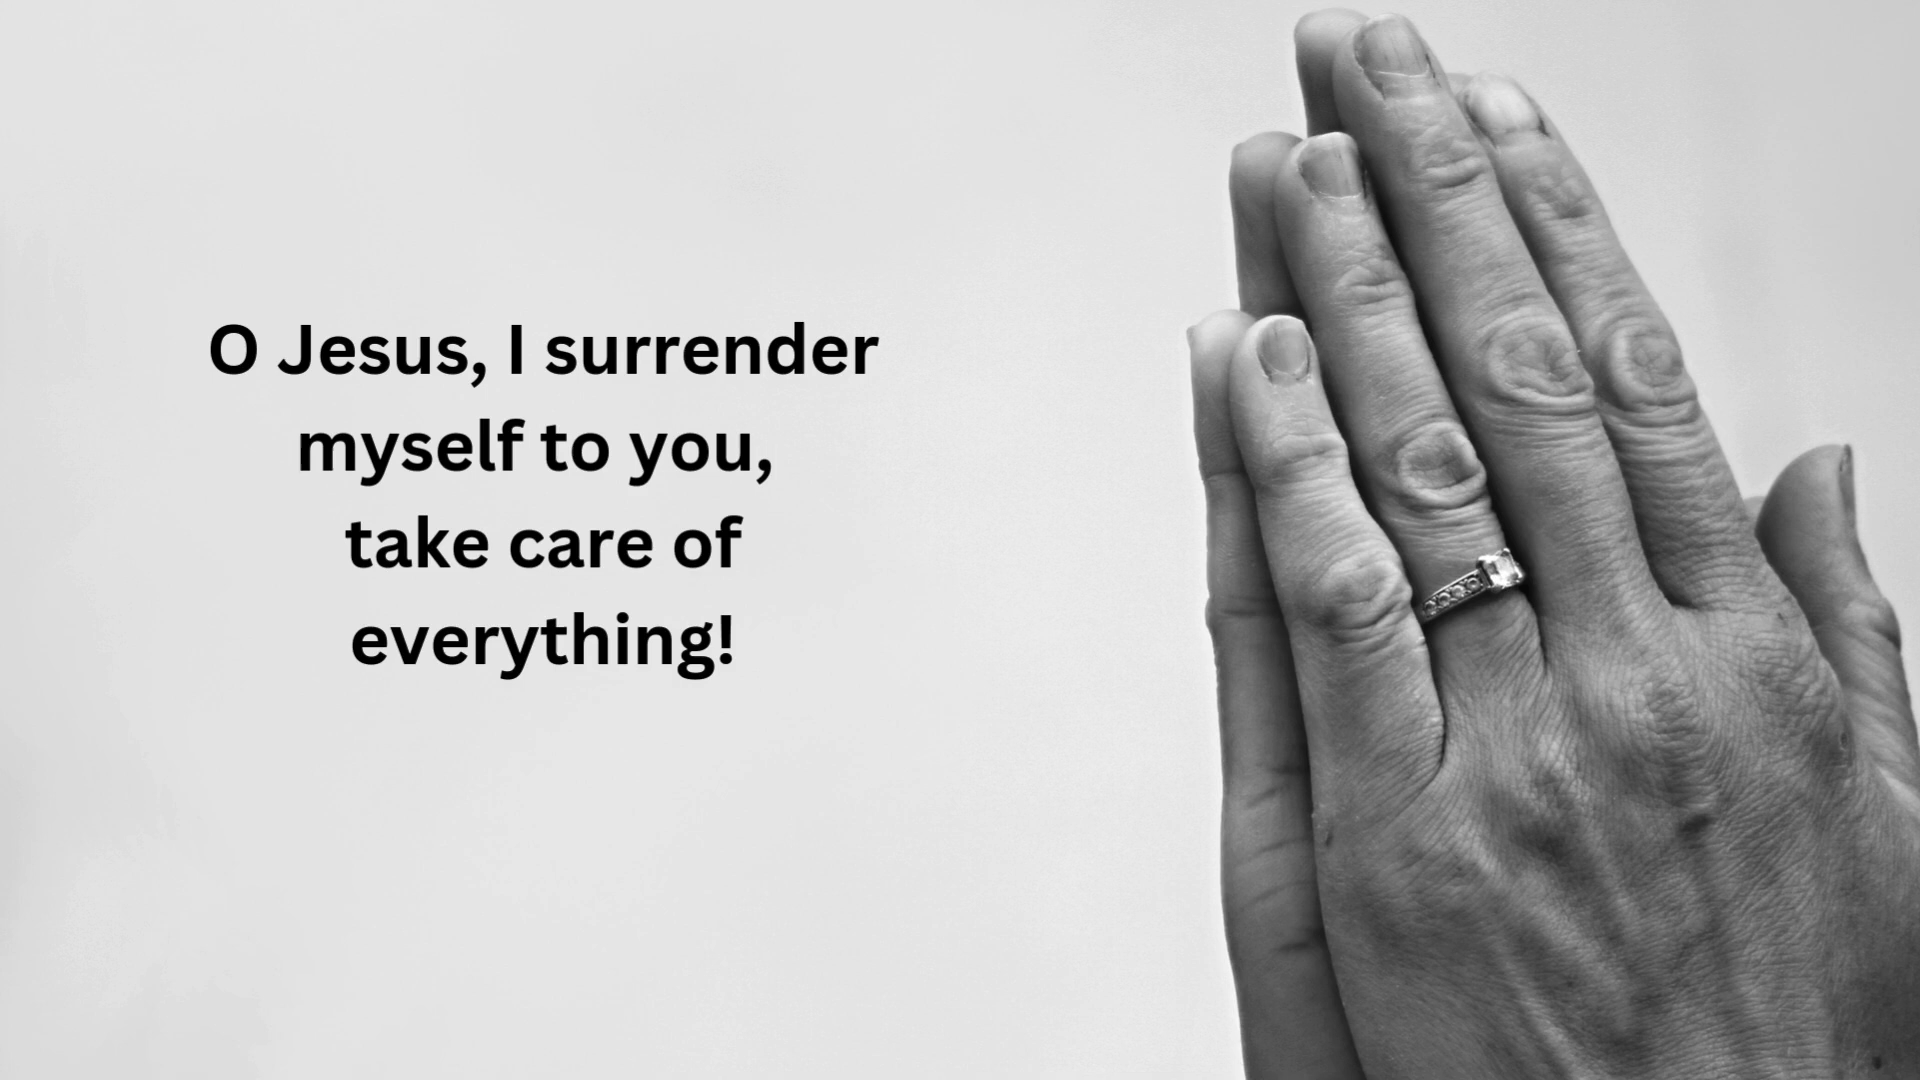 O Jesus, I surrender
myself to you,
take care of
everything!